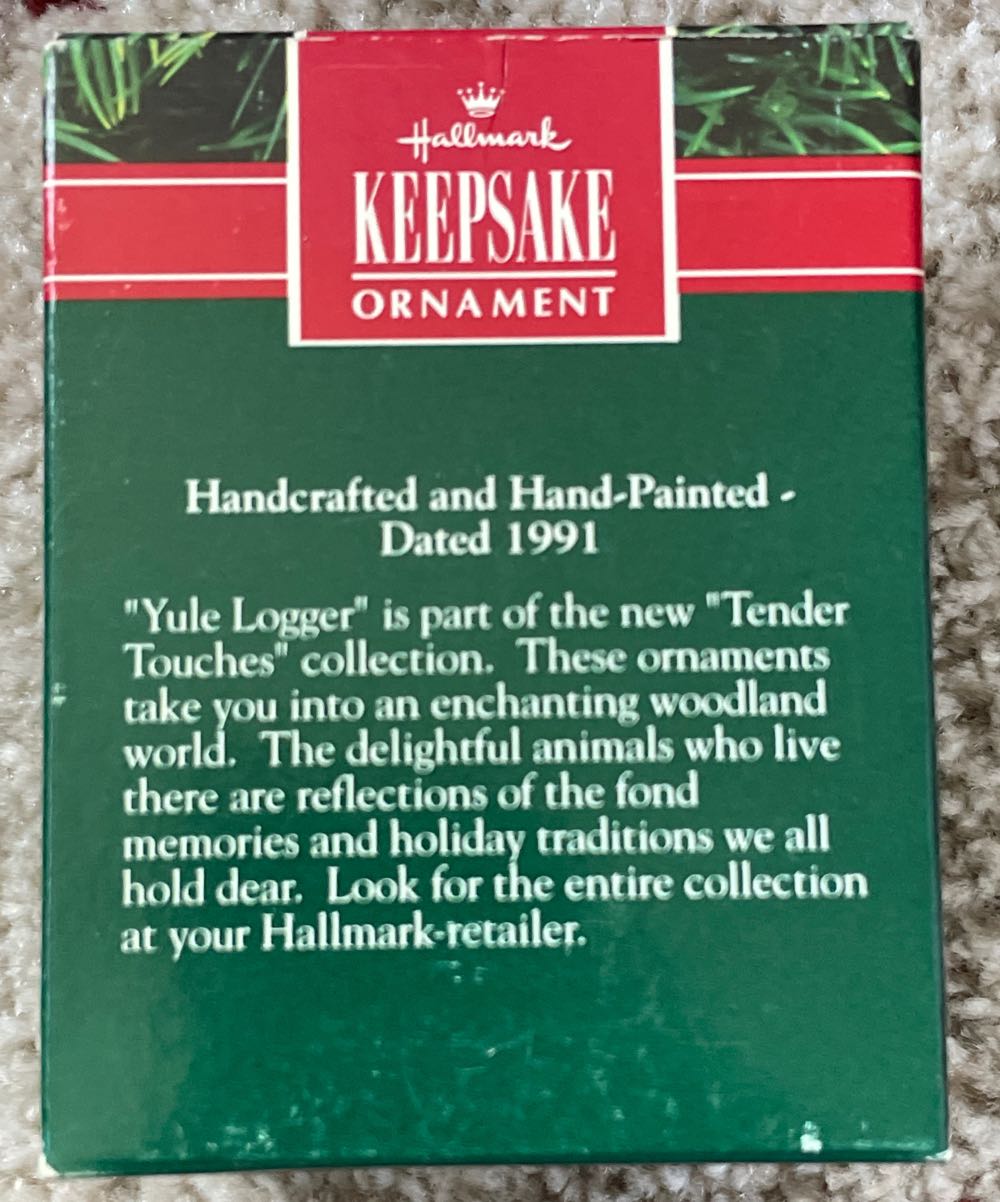 Hallmark
KEEPSAKE
ORNAMENT
Handcrafted and Hand-Painted -
Dated 1991
"Yule Logger" is part of the new "Tender
Touches" collection. These ornaments
take you into an enchanting woodland
world. The delightful animals who live
there are reflections of the fond
memories and holiday traditions we all
hold dear. Look for the entire collection
at your Hallmark-retailer.